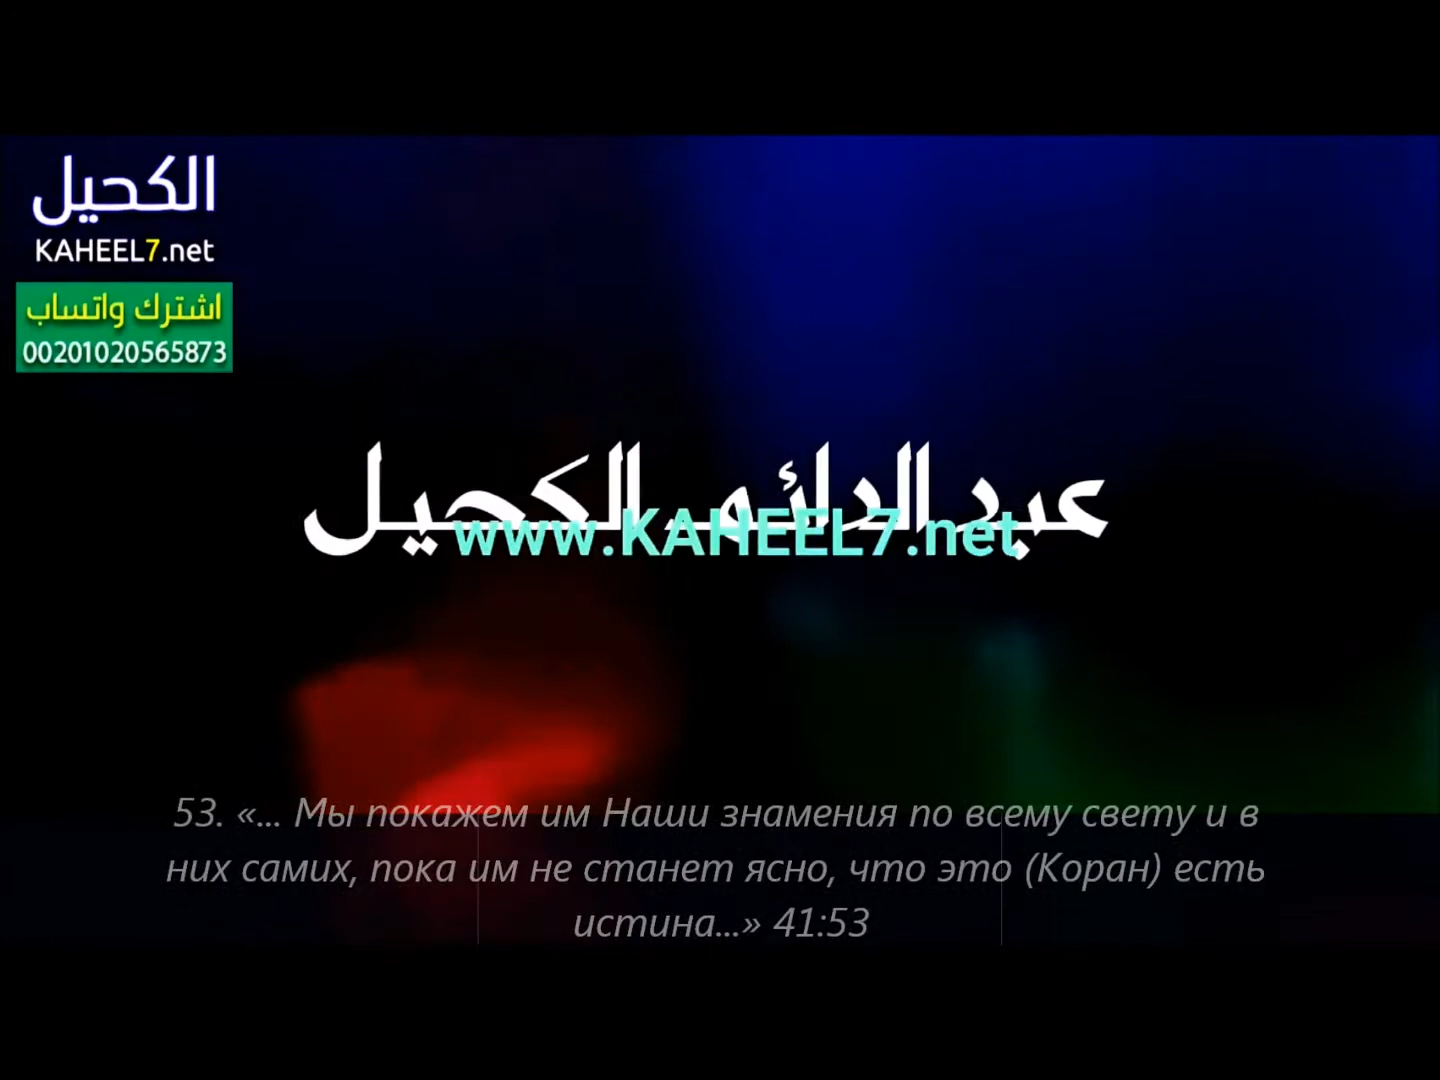 الكحيل
KAHEEL7.net
اشترك واتساب
00201020565873
عبد الدائم الكحيل
www.KAHEEL7.net
53. «... Мы покажем им Наши знамения по всему свету и в
них самих, пока им не станет ясно, что это (Коран) есть
истина...» 41:53